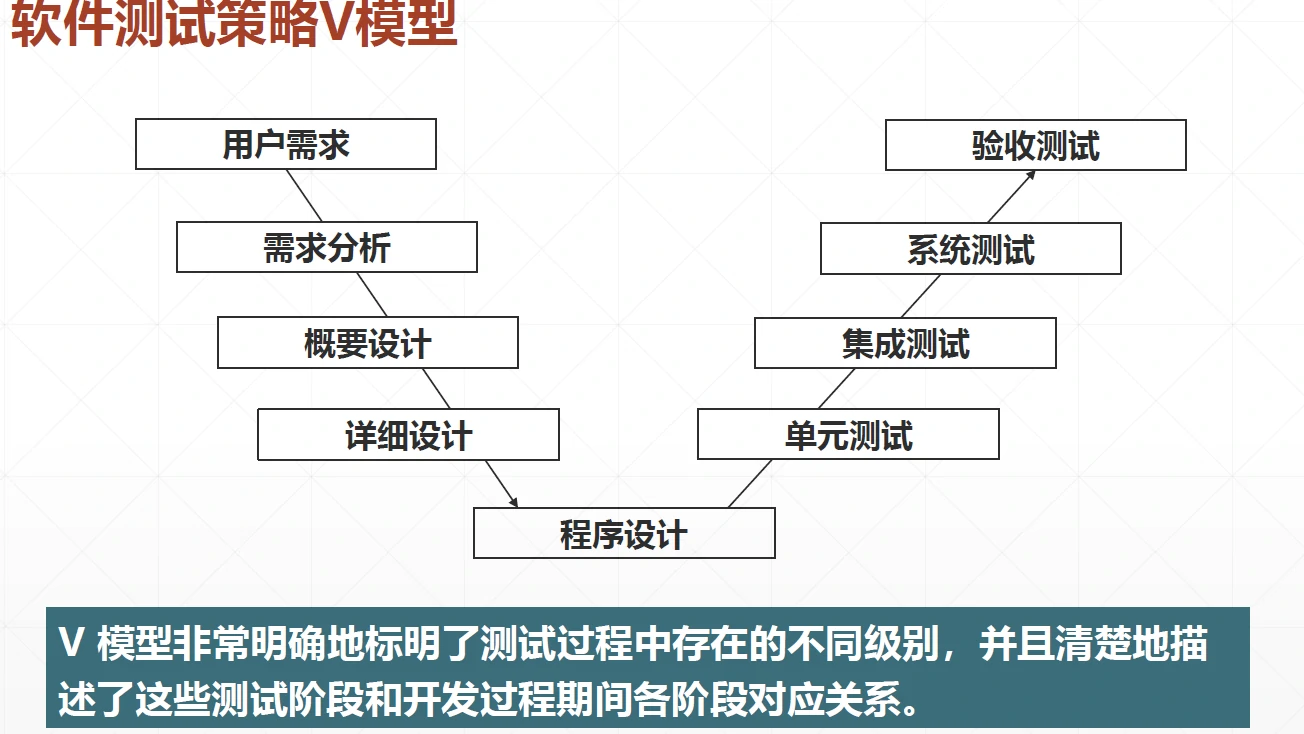 软件测试策略V模型
用户需求
验收测试
需求分析
系统测试
概要设计
集成测试
详细设计
单元测试
程序设计
V 模型非常明确地标明了测试过程中存在的不同级别，并且清楚地描
述了这些测试阶段和开发过程期间各阶段对应关系。